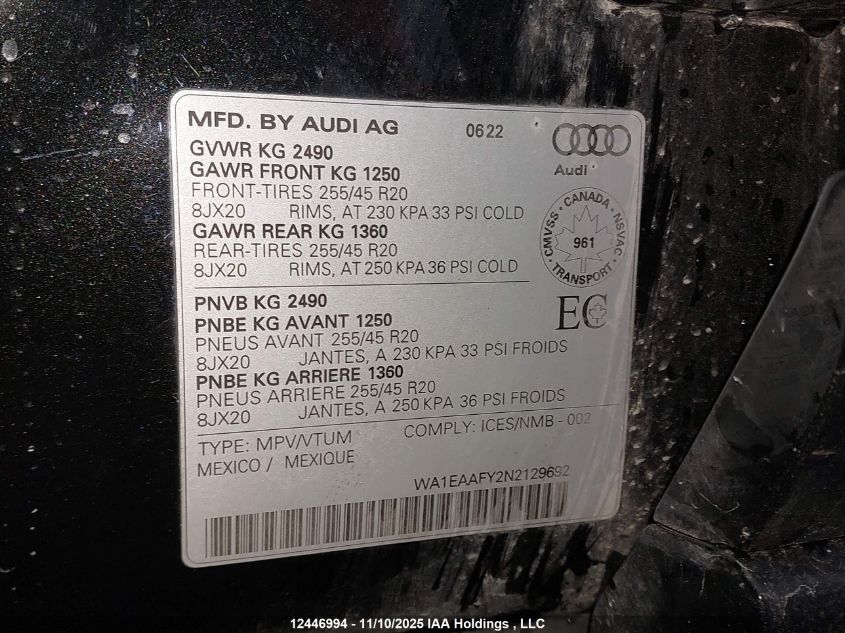 MFD. BY AUDI AG 0622
Audi
GVWR KG 2490
GAWR FRONT KG 1250
FRONT-TIRES 255/45 R20
8JX20 RIMS, AT 230 KPA 33 PSI COLD
GAWR REAR KG 1360
REAR-TIRES 255/45 R20
8JX20 RIMS, AT 250 KPA 36 PSI COLD
CMVSS · CANADA · NSVAC
961
· TRANSPORT ·
PNVB KG 2490
PNBE KG AVANT 1250
PNEUS AVANT 255/45 R20
8JX20 JANTES, A 230 KPA 33 PSI FROIDS
PNBE KG ARRIERE 1360
PNEUS ARRIERE 255/45 R20
8JX20 JANTES, A 250 KPA 36 PSI FROIDS
EC
TYPE: MPV/VTUM COMPLY: ICES/NMB - 002
MEXICO / MEXIQUE
WA1EAAFY2N2129692
12446994 - 11/10/2025 IAA Holdings , LLC